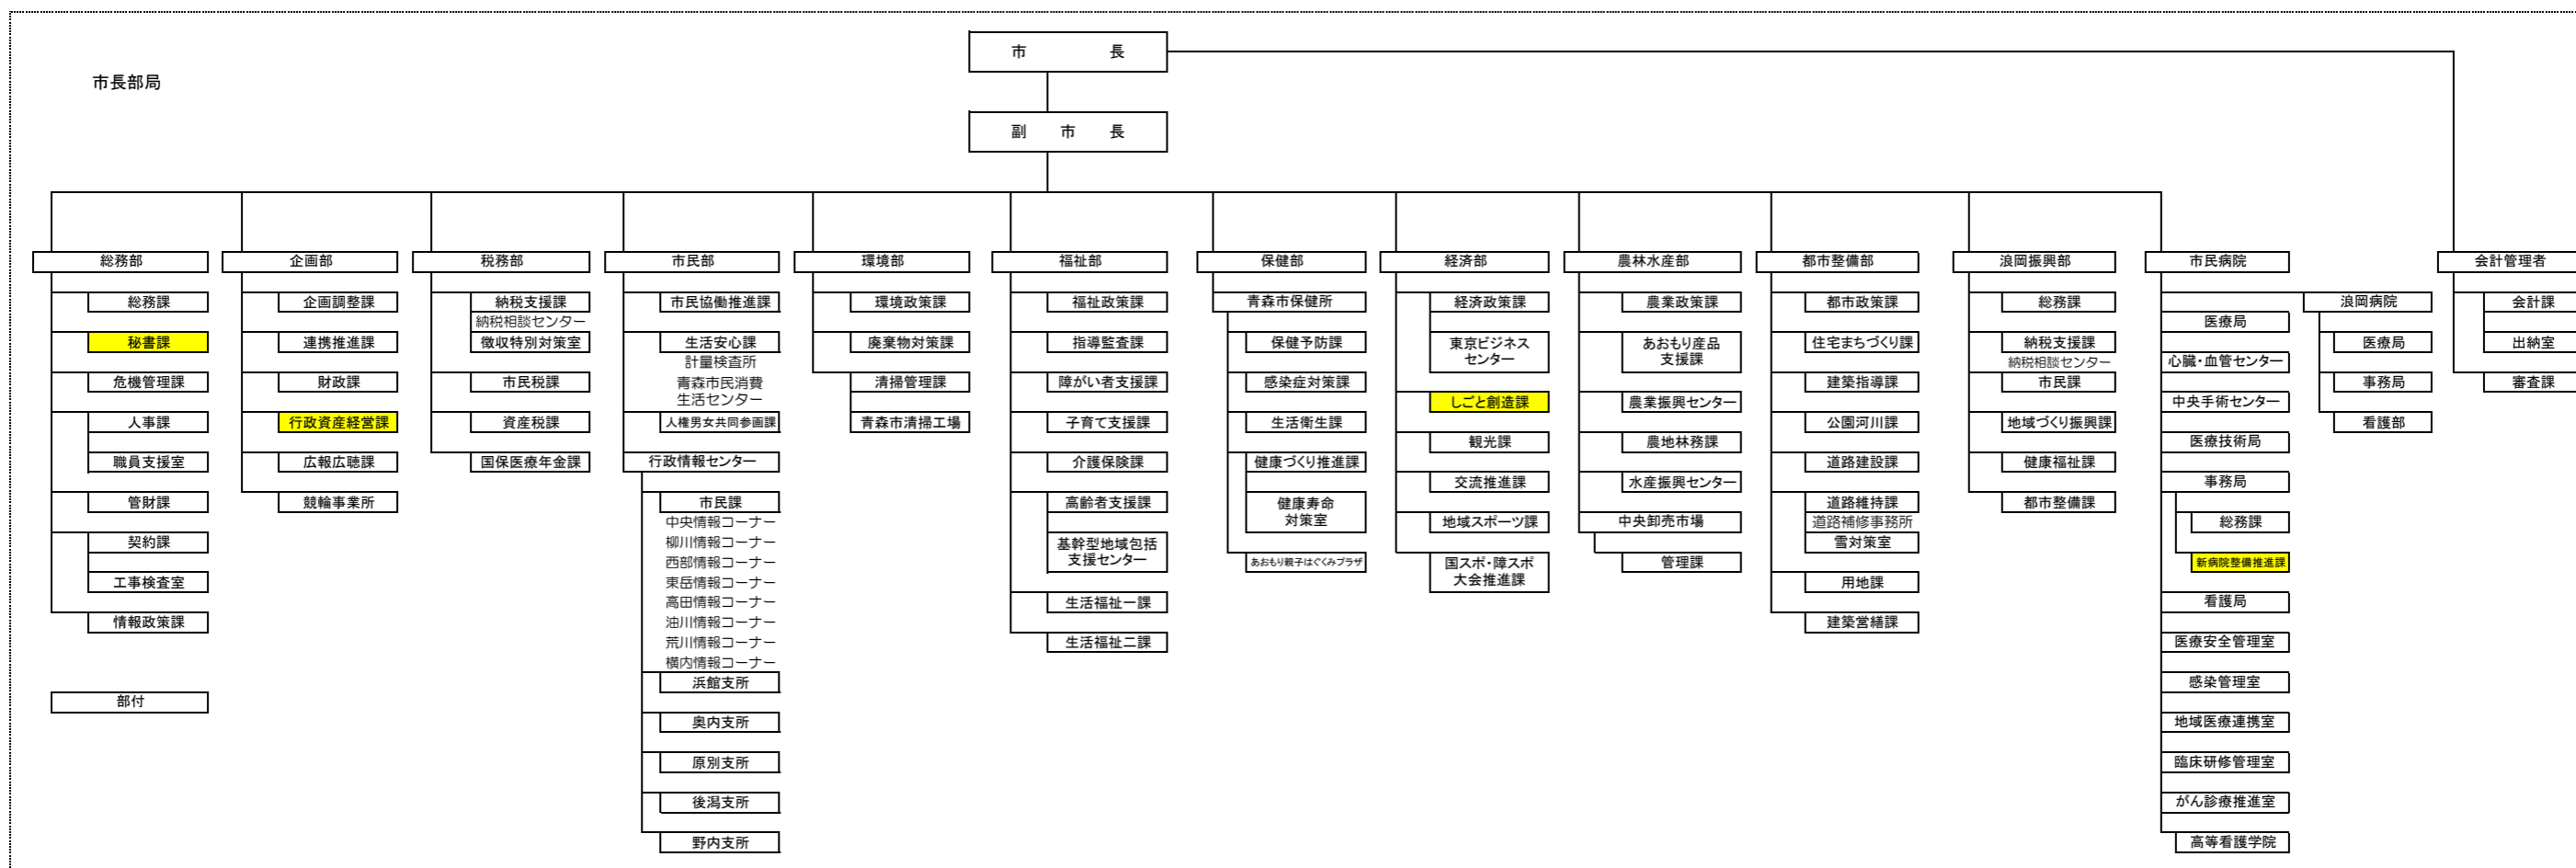 市長
市長部局
副市長
総務部
総務課
秘書課
危機管理課
人事課
職員支援室
管財課
契約課
工事検査室
情報政策課
部付
企画部
企画調整課
連携推進課
財政課
行政資産経営課
広報広聴課
競輪事業所
税務部
納税支援課
納税相談センター
徴収特別対策室
市民税課
資産税課
国保医療年金課
市民部
市民協働推進課
生活安心課
計量検査所
青森市民消費
生活センター
人権男女共同参画課
行政情報センター
市民課
中央情報コーナー
柳川情報コーナー
西部情報コーナー
東岳情報コーナー
高田情報コーナー
油川情報コーナー
荒川情報コーナー
横内情報コーナー
浜館支所
奥内支所
原別支所
後潟支所
野内支所
環境部
環境政策課
廃棄物対策課
清掃管理課
青森市清掃工場
福祉部
福祉政策課
指導監査課
障がい者支援課
子育て支援課
介護保険課
高齢者支援課
基幹型地域包括
支援センター
生活福祉一課
生活福祉二課
保健部
青森市保健所
保健予防課
感染症対策課
生活衛生課
健康づくり推進課
健康寿命
対策室
あおもり親子はぐくみプラザ
経済部
経済政策課
東京ビジネス
センター
しごと創造課
観光課
交流推進課
地域スポーツ課
国スポ・障スポ
大会推進課
農林水産部
農業政策課
あおもり産品
支援課
農業振興センター
農地林務課
水産振興センター
中央卸売市場
管理課
都市整備部
都市政策課
住宅まちづくり課
建築指導課
公園河川課
道路建設課
道路維持課
道路補修事務所
雪対策室
用地課
建築営繕課
浪岡振興部
総務課
納税支援課
納税相談センター
市民課
地域づくり振興課
健康福祉課
都市整備課
市民病院
医療局
心臓・血管センター
中央手術センター
医療技術局
事務局
総務課
新病院整備推進課
看護局
医療安全管理室
感染管理室
地域医療連携室
臨床研修管理室
がん診療推進室
高等看護学院
浪岡病院
医療局
事務局
看護部
会計管理者
会計課
出納室
審査課